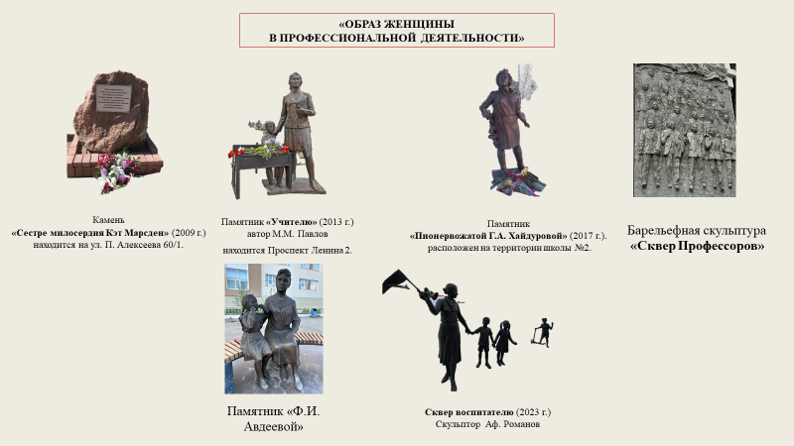 «ОБРАЗ ЖЕНЩИНЫ
В ПРОФЕССИОНАЛЬНОЙ ДЕЯТЕЛЬНОСТИ»
Камень
«Сестре милосердия Кэт Марсден» (2009 г.)
находится на ул. П. Алексеева 60/1.
Памятник «Учителю» (2013 г.)
автор М.М. Павлов
находится Проспект Ленина 2.
Памятник
«Пионервожатой Г.А. Хайдуровой» (2017 г.).
расположен на территории школы №2.
Барельефная скульптура
«Сквер Профессоров»
Памятник «Ф.И.
Авдеевой»
Сквер воспитателю (2023 г.)
Скульптор Аф. Романов